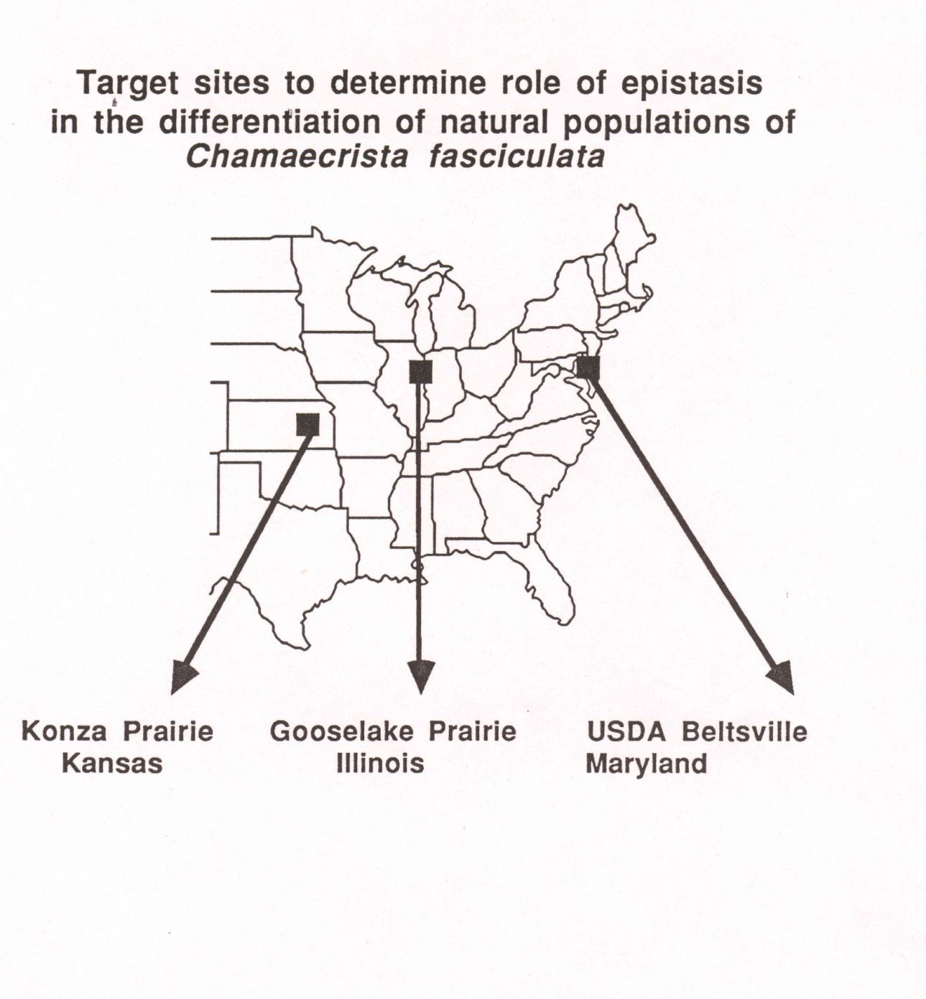 Target sites to determine role of epistasis
in the differentiation of natural populations of
Chamaecrista fasciculata
Konza Prairie
Kansas
Gooselake Prairie
Illinois
USDA Beltsville
Maryland